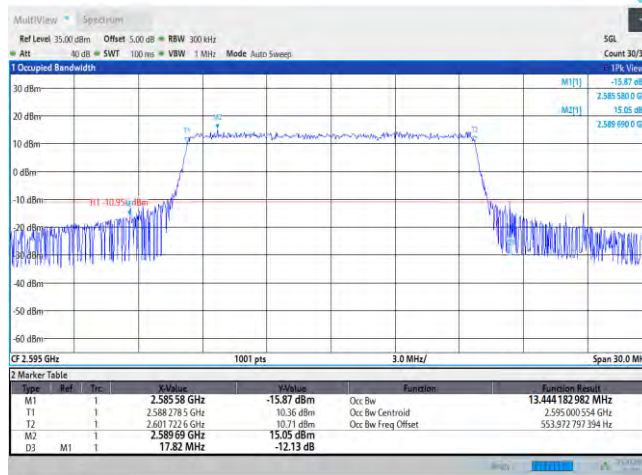 MultiView Spectrum
Ref Level 35.00 dBm Offset 5.00 dB RBW 300 kHz SGL
Att 40 dB SWT 100 ms VBW 1 MHz Mode Auto Sweep Count 30/3
1 Occupied Bandwidth 1Pk View
M1[1] -15.87 dB
2.585 580 0 G
M2[1] 15.05 dB
2.589 690 0 G
30 dBm
20 dBm
M2
T1
10 dBm
0 dBm
-10 dBm
H1 -10.950 dBm
-20 dBm
-30 dBm
-40 dBm
-50 dBm
-60 dBm
CF 2.595 GHz 1001 pts 3.0 MHz/ Span 30.0 MH
2 Marker Table
Type Ref Trc X-Value Y-Value Function Function Result
M1 1 2.585 58 GHz -15.87 dBm Occ Bw 13.444 182 982 MHz
T1 1 2.588 278 5 GHz 10.36 dBm Occ Bw Centroid 2.595 000 554 GHz
T2 1 2.601 722 6 GHz 10.71 dBm Occ Bw Freq Offset 553.972 797 394 Hz
M2 1 2.589 69 GHz 15.05 dBm
D3 M1 1 17.82 MHz -12.13 dB